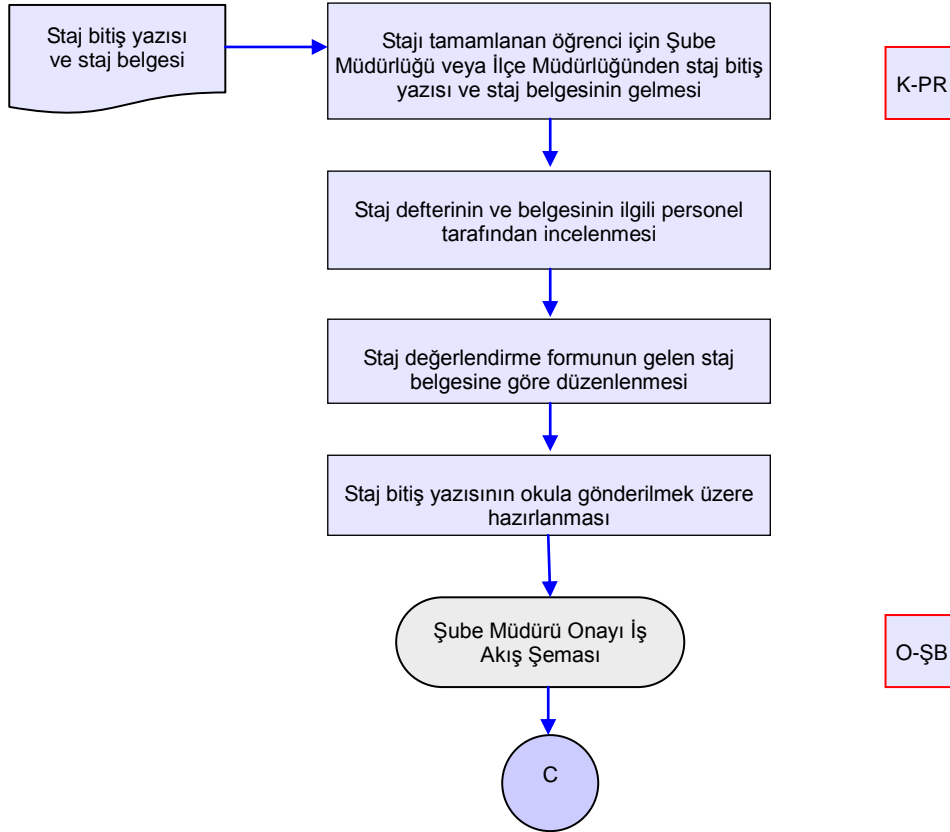 Staj bitiş yazısı
ve staj belgesi
Stajı tamamlanan öğrenci için Şube
Müdürlüğü veya İlçe Müdürlüğünden staj bitiş
yazısı ve staj belgesinin gelmesi
K-PR
Staj defterinin ve belgesinin ilgili personel
tarafından incelenmesi
Staj değerlendirme formunun gelen staj
belgesine göre düzenlenmesi
Staj bitiş yazısının okula gönderilmek üzere
hazırlanması
Şube Müdürü Onayı İş
Akış Şeması
O-ŞB
C